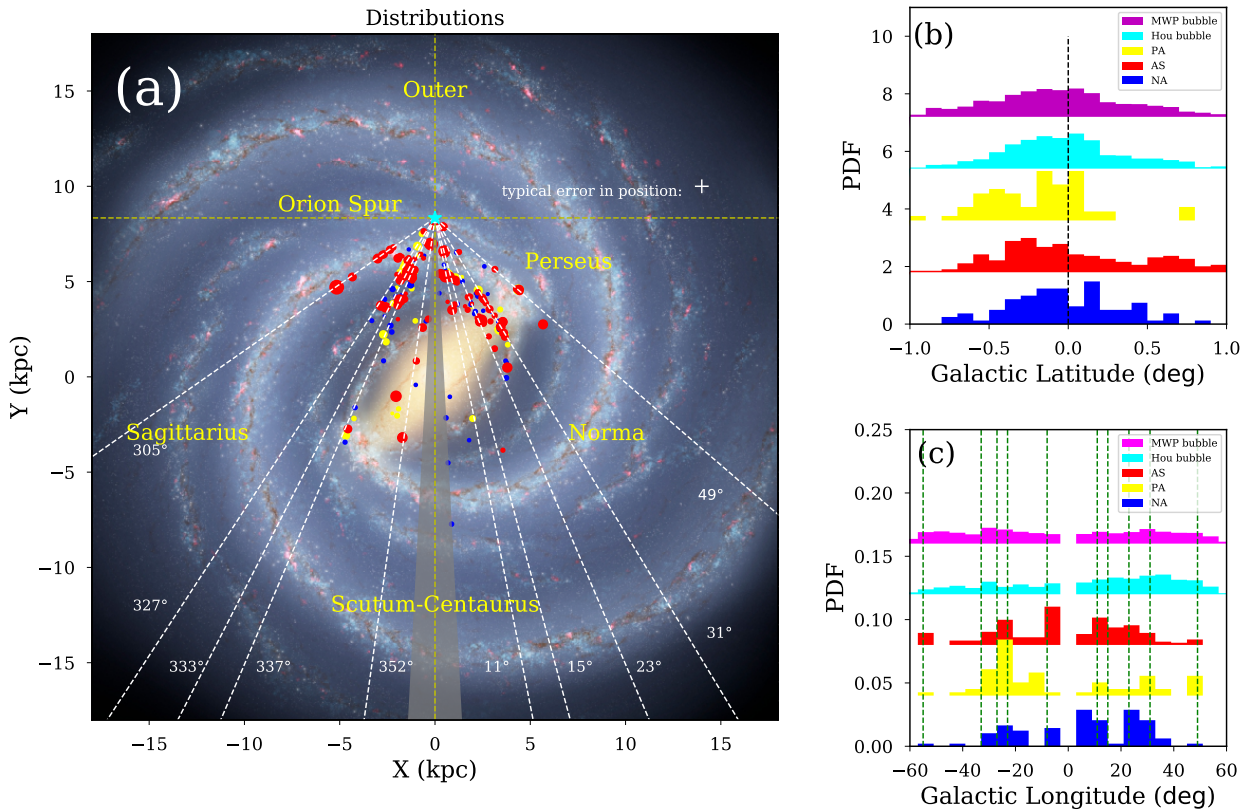 Distributions
(a)
Outer
typical error in position:
Orion Spur
Perseus
Sagittarius
Norma
Scutum-Centaurus
305°
49°
327°
31°
333°
337°
352°
11°
15°
23°
15
10
5
0
−5
−10
−15
Y (kpc)
−15
−10
−5
0
5
10
15
X (kpc)
(b)
MWP bubble
Hou bubble
PA
AS
NA
10
8
6
4
2
0
PDF
−1.0
−0.5
0.0
0.5
1.0
Galactic Latitude (deg)
(c)
MWP bubble
Hou bubble
AS
PA
NA
0.25
0.20
0.15
0.10
0.05
0.00
PDF
−60
−40
−20
0
20
40
60
Galactic Longitude (deg)